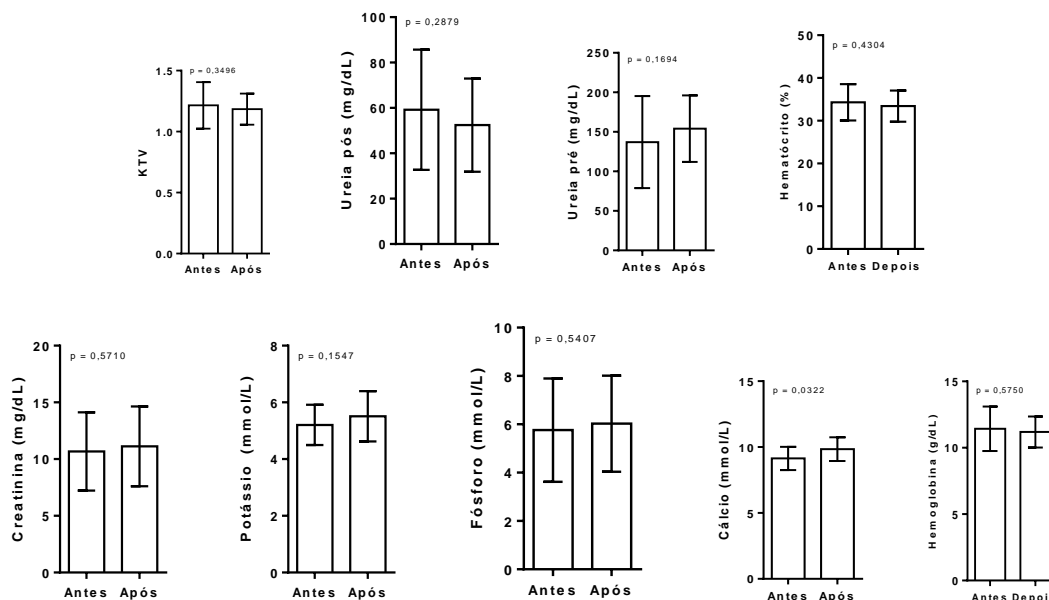 p = 0,3496
KTV
1.5
1.0
0.5
0.0
Antes Após
p = 0,2879
Ureia pós (mg/dL)
100
80
60
40
20
0
Antes Após
p = 0,1694
Ureia pré (mg/dL)
250
200
150
100
50
0
Antes Após
p = 0,4304
Hematócrito (%)
50
40
30
20
10
0
Antes Depois
p = 0,5710
Creatinina (mg/dL)
20
15
10
5
0
Antes Após
p = 0,1547
Potássio (mmol/L)
8
6
4
2
0
Antes Após
p = 0,5407
Fósforo (mmol/L)
10
8
6
4
2
0
Antes Após
p = 0,0322
Cálcio (mmol/L)
15
10
5
0
Antes Após
p = 0,5750
Hemoglobina (g/dL)
15
10
5
0
Antes Depois